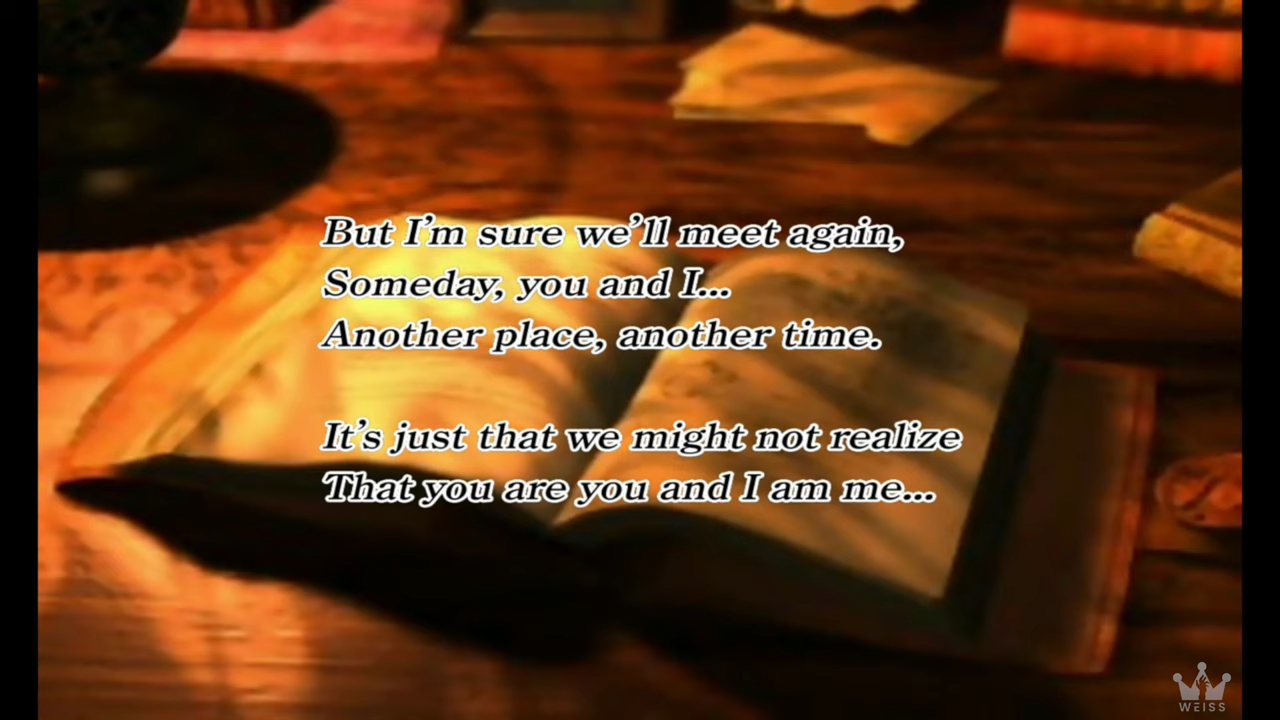 But I'm sure we'll meet again,
Someday, you and I...
Another place, another time.
It's just that we might not realize
That you are you and I am me...
WEISS